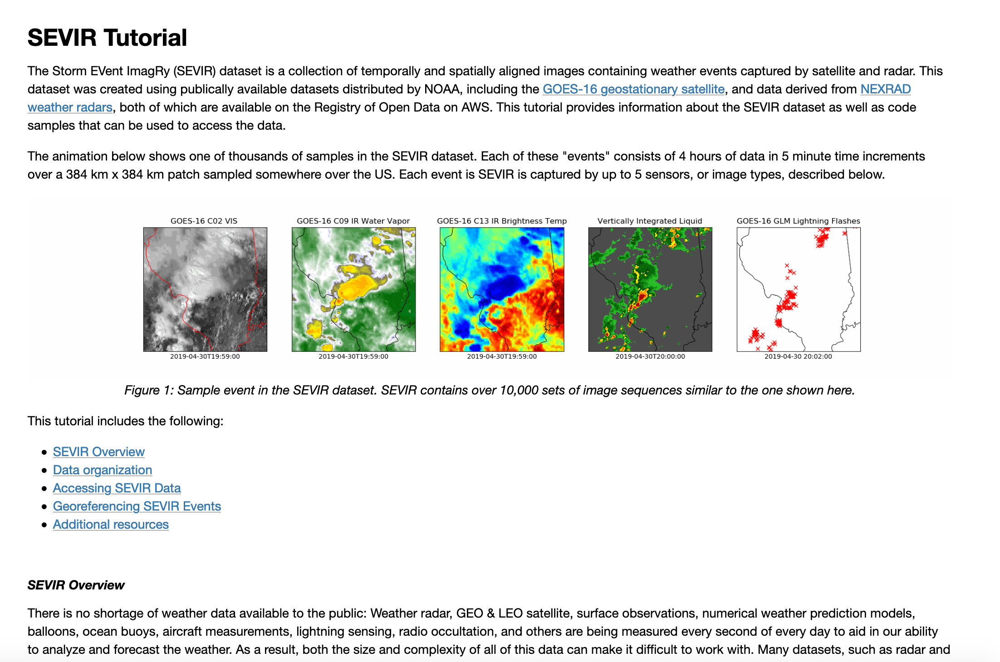 SEVIR Tutorial
The Storm EVent ImagRy (SEVIR) dataset is a collection of temporally and spatially aligned images containing weather events captured by satellite and radar. This
dataset was created using publically available datasets distributed by NOAA, including the GOES-16 geostationary satellite, and data derived from NEXRAD
weather radars, both of which are available on the Registry of Open Data on AWS. This tutorial provides information about the SEVIR dataset as well as code
samples that can be used to access the data.
The animation below shows one of thousands of samples in the SEVIR dataset. Each of these "events" consists of 4 hours of data in 5 minute time increments
over a 384 km x 384 km patch sampled somewhere over the US. Each event is SEVIR is captured by up to 5 sensors, or image types, described below.
GOES-16 C02 VIS
GOES-16 C09 IR Water Vapor
GOES-16 C13 IR Brightness Temp
Vertically Integrated Liquid
GOES-16 GLM Lightning Flashes
2019-04-30T19:59:00
2019-04-30T19:59:00
2019-04-30T19:59:00
2019-04-30T20:00:00
2019-04-30 20:02:00
Figure 1: Sample event in the SEVIR dataset. SEVIR contains over 10,000 sets of image sequences similar to the one shown here.
This tutorial includes the following:
• SEVIR Overview
• Data organization
• Accessing SEVIR Data
• Georeferencing SEVIR Events
• Additional resources
SEVIR Overview
There is no shortage of weather data available to the public: Weather radar, GEO & LEO satellite, surface observations, numerical weather prediction models,
balloons, ocean buoys, aircraft measurements, lightning sensing, radio occultation, and others are being measured every second of every day to aid in our ability
to analyze and forecast the weather. As a result, both the size and complexity of all of this data can make it difficult to work with. Many datasets, such as radar and